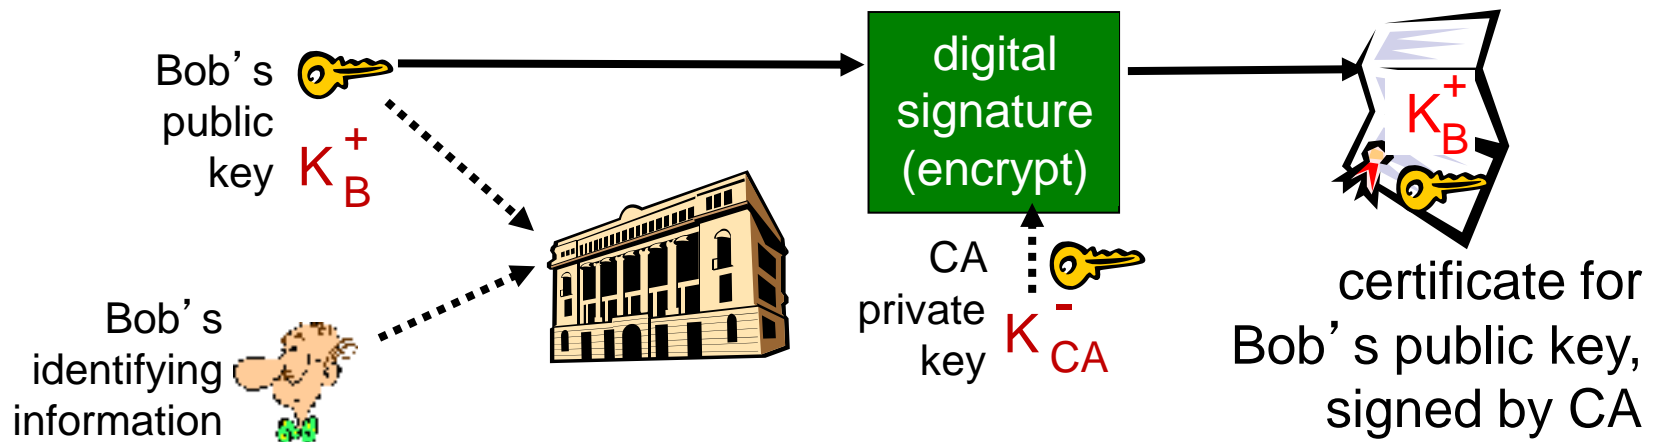 Bob’s
public
key
K
+
B
digital
signature
(encrypt)
K
+
B
CA
private
key
K
-
CA
certificate for
Bob’s public key,
signed by CA
Bob’s
identifying
information